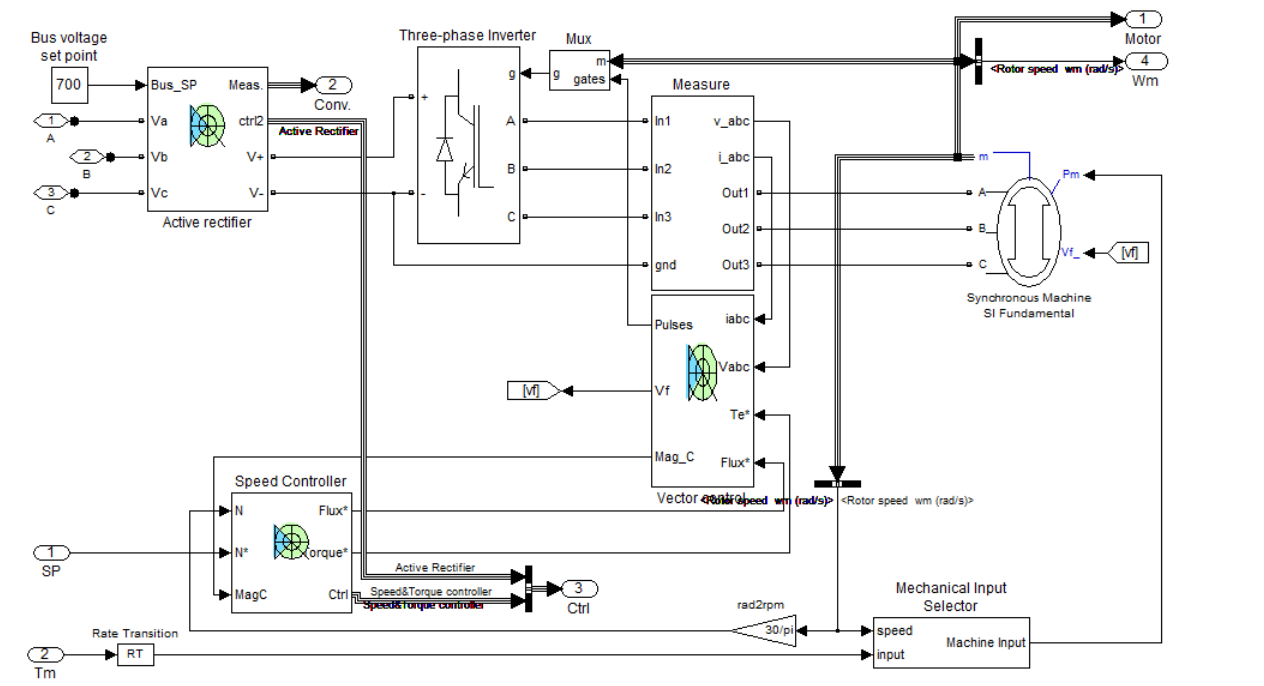 Bus voltage
set point
700
Bus_SP
Va
Vb
Vc
Meas.
ctrl2
V+
V-
Active rectifier
1
A
2
B
3
C
2
Conv.
Active Rectifier
Three-phase Inverter
+
-
g
A
B
C
Mux
g
m
gates
Measure
In1
In2
In3
gnd
v_abc
i_abc
Out1
Out2
Out3
1
Motor
<Rotor speed wm (rad/s)>
4
Wm
m
A
B
C
Pm
Vf_
[vf]
Synchronous Machine
SI Fundamental
Pulses
Vf
Mag_C
iabc
Vabc
Te*
Flux*
Vector control
[vf]
<Rotor speed wm (rad/s)>
<Rotor speed wm (rad/s)>
Speed Controller
N
N*
MagC
Flux*
Torque*
Ctrl
1
SP
Active Rectifier
Speed&Torque controller
Speed&Torque controller
3
Ctrl
rad2rpm
30/pi
Mechanical Input
Selector
speed
input
Machine Input
Rate Transition
RT
2
Tm